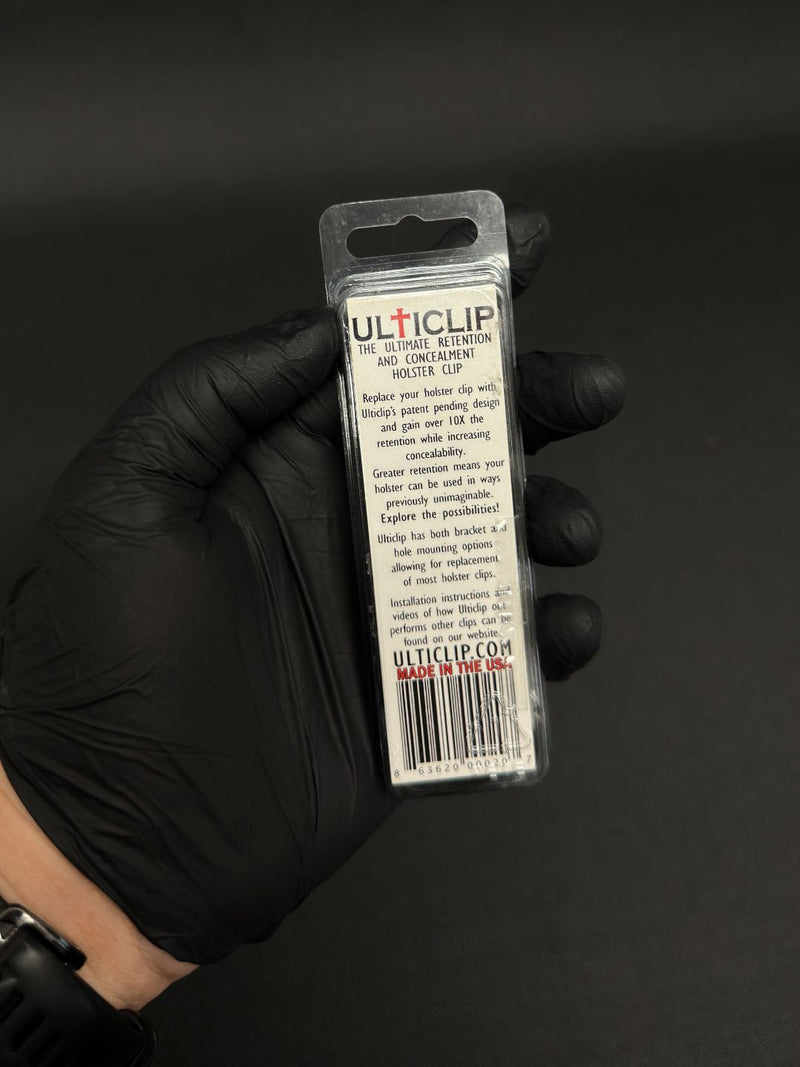 ULTICLIP
THE ULTIMATE RETENTION
AND CONCEALMENT
HOLSTER CLIP
Replace your holster clip with
Ulticlip's patent pending design
and gain over 10X the
retention while increasing
concealability.
Greater retention means your
holster can be used in ways
previously unimaginable.
Explore the possibilities!
Ulticlip has both bracket and
hole mounting options
allowing for replacement
of most holster clips.
Installation instructions and
videos of how Ulticlip out
performs other clips can be
found on our website.
ULTICLIP.COM
MADE IN THE USA
8 63620 00020 7